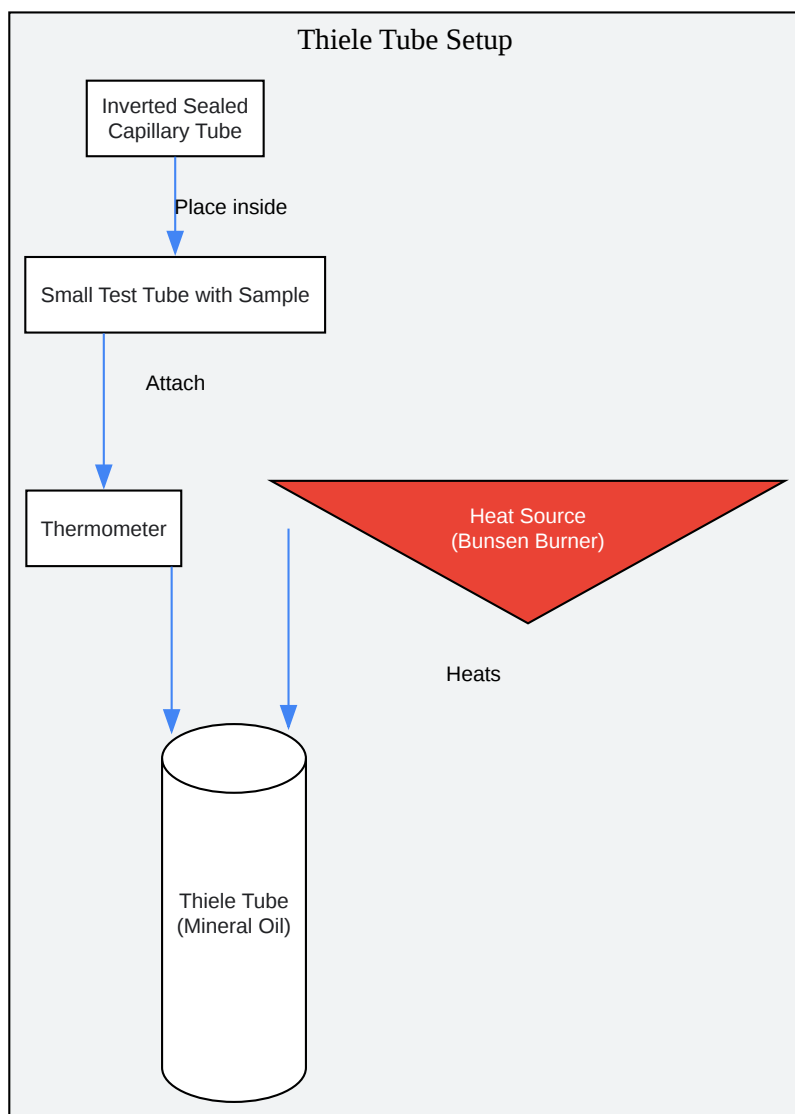 Thiele Tube Setup
Inverted Sealed
Capillary Tube
Place inside
Small Test Tube with Sample
Attach
Thermometer
Heat Source
(Bunsen Burner)
Heats
Thiele Tube
(Mineral Oil)